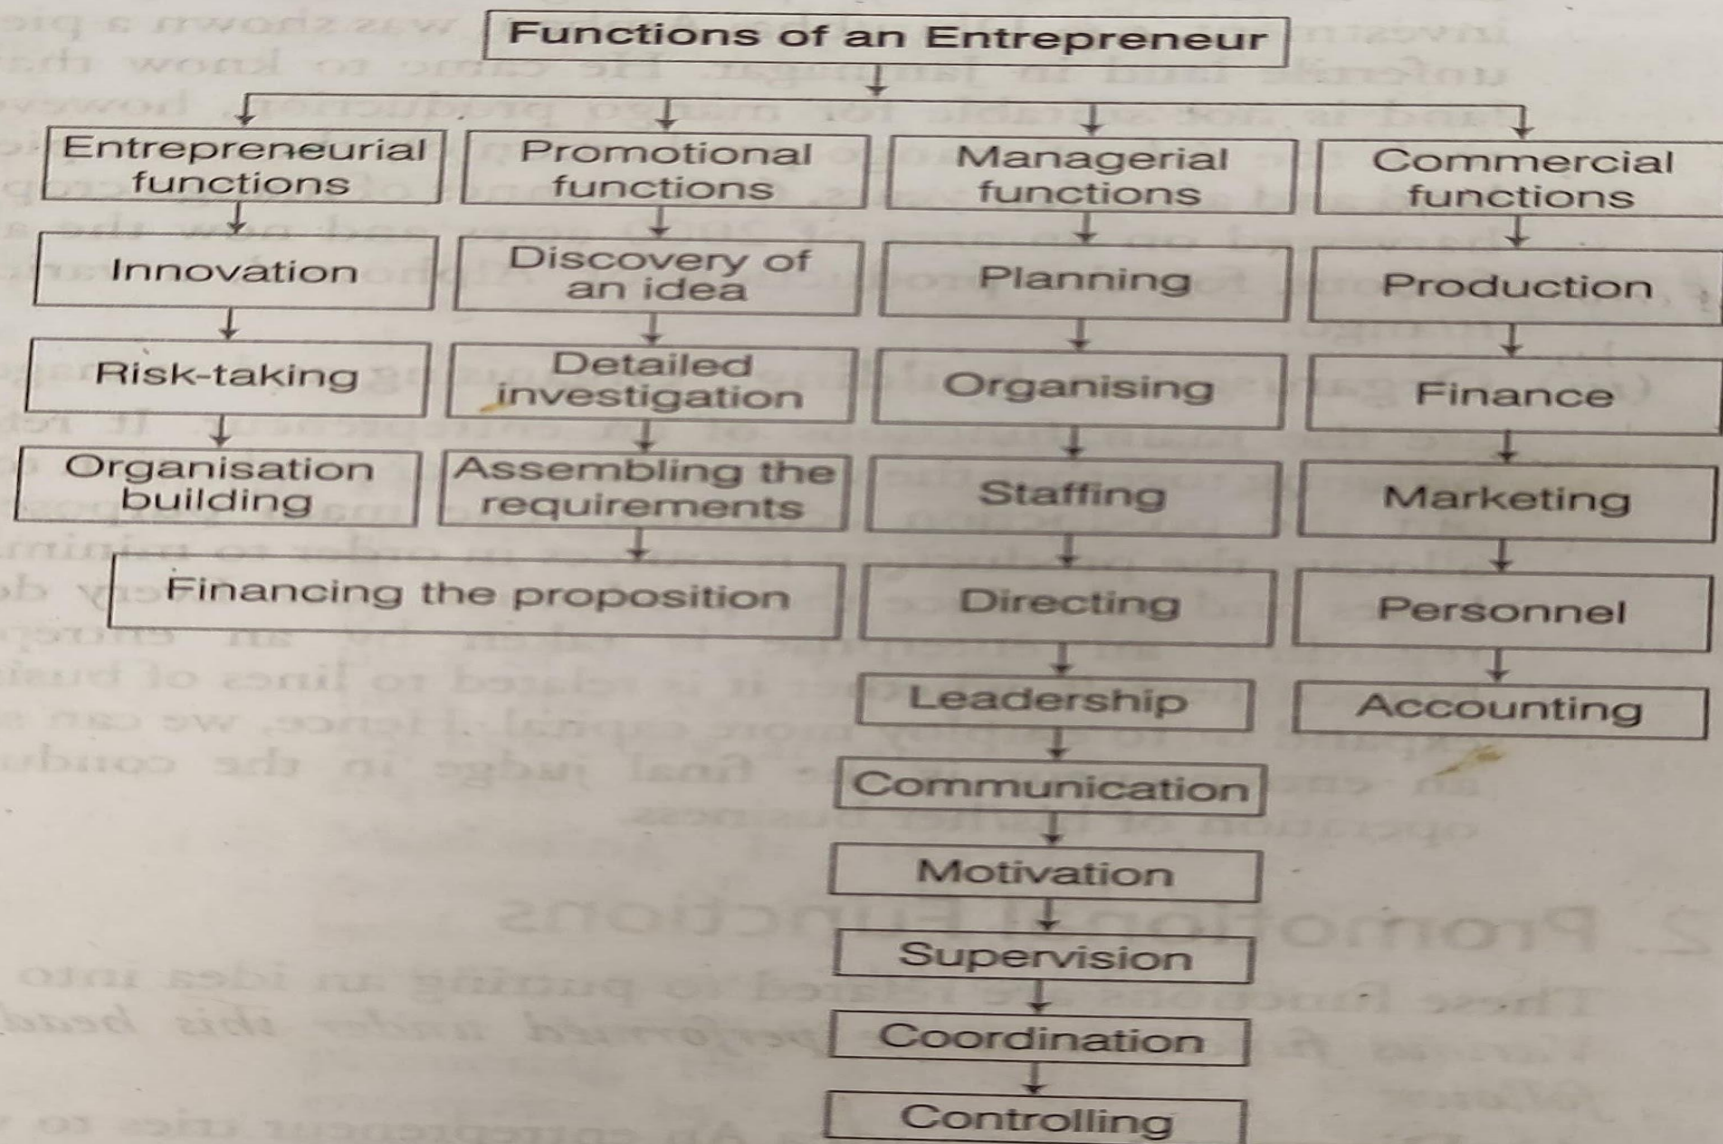 Functions of an Entrepreneur
Entrepreneurial
functions
Innovation
Risk-taking
Organisation
building
Promotional
functions
Discovery of
an idea
Detailed
investigation
Assembling the
requirements
Financing the proposition
Managerial
functions
Planning
Organising
Staffing
Directing
Leadership
Communication
Motivation
Supervision
Coordination
Controlling
Commercial
functions
Production
Finance
Marketing
Personnel
Accounting